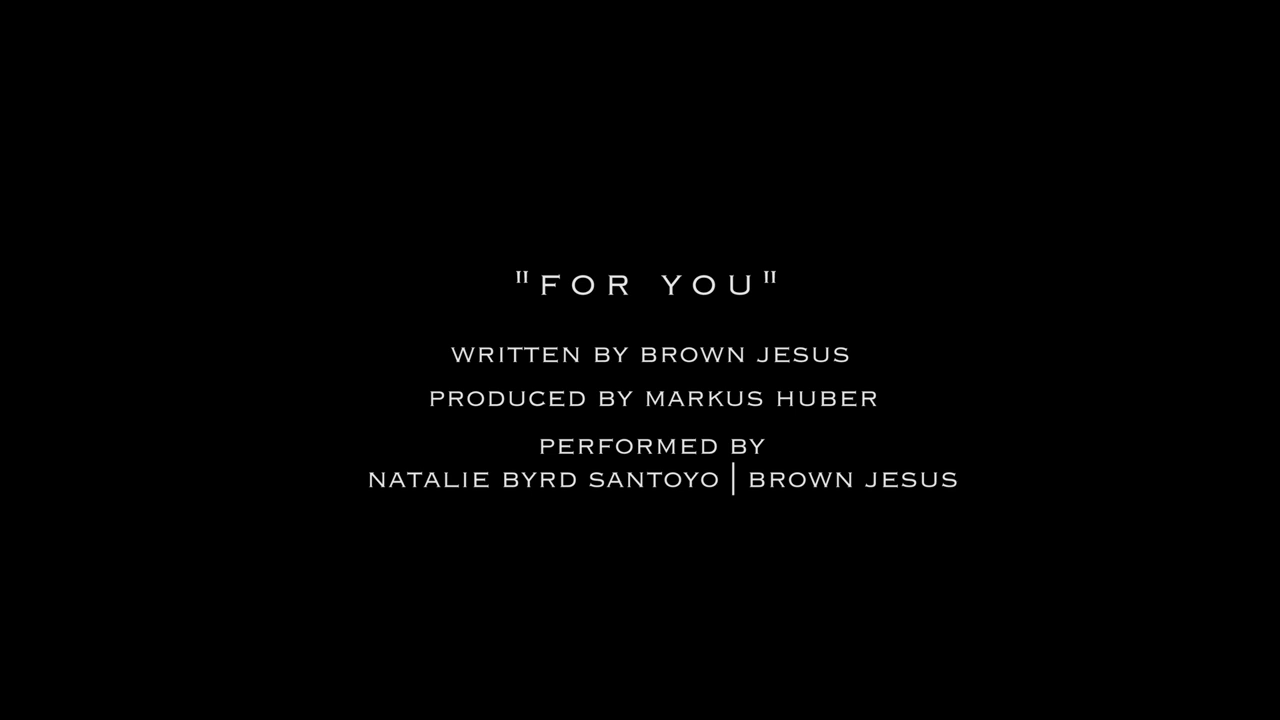 "FOR YOU"
WRITTEN BY BROWN JESUS
PRODUCED BY MARKUS HUBER
PERFORMED BY
NATALIE BYRD SANTOYO | BROWN JESUS